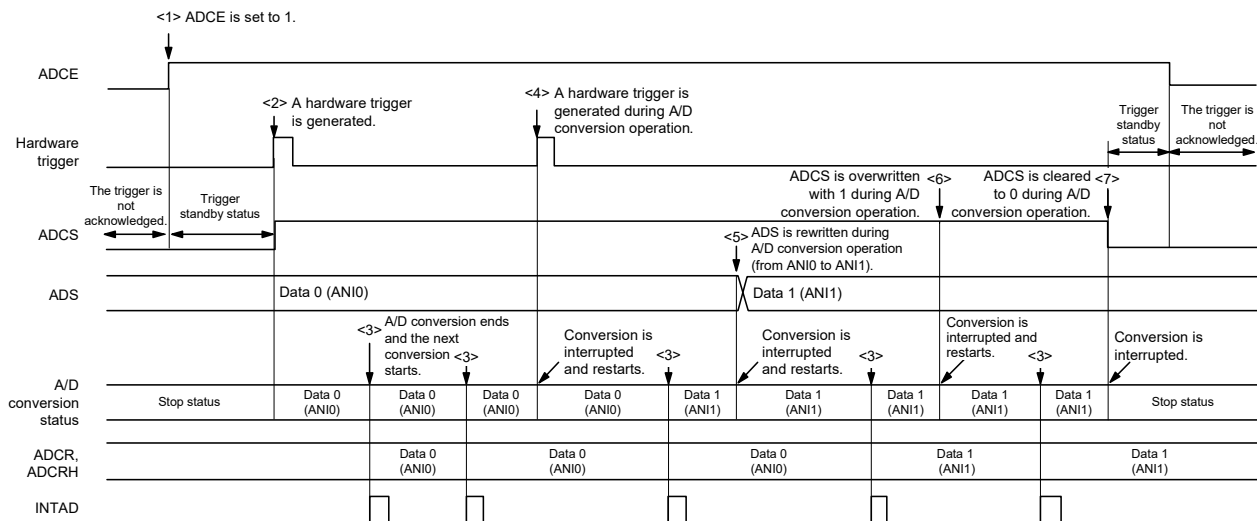 <1> ADCE is set to 1.
ADCE
<2> A hardware trigger
is generated.
<4> A hardware trigger is
generated during A/D
conversion operation.
Trigger
standby
status
The trigger is
not
acknowledged.
Hardware
trigger
The trigger is
not
acknowledged.
Trigger
standby status
ADCS is overwritten <6>
with 1 during A/D
conversion operation.
ADCS is cleared <7>
to 0 during A/D
conversion operation.
ADCS
<5> ADS is rewritten during
A/D conversion operation
(from ANI0 to ANI1).
ADS
Data 0 (ANI0)
Data 1 (ANI1)
<3> A/D conversion ends
and the next
conversion
starts.
<3>
Conversion is
interrupted
and restarts.
<3>
Conversion is
interrupted
and restarts.
<3>
Conversion is
interrupted and
restarts.
<3>
Conversion is
interrupted.
A/D
conversion
status
Stop status
Data 0
(ANI0)
Data 0
(ANI0)
Data 0
(ANI0)
Data 0
(ANI0)
Data 1
(ANI1)
Data 1
(ANI1)
Data 1
(ANI1)
Data 1
(ANI1)
Data 1
(ANI1)
Stop status
ADCR,
ADCRH
Data 0
(ANI0)
Data 0
(ANI0)
Data 0
(ANI0)
Data 1
(ANI1)
Data 1
(ANI1)
INTAD